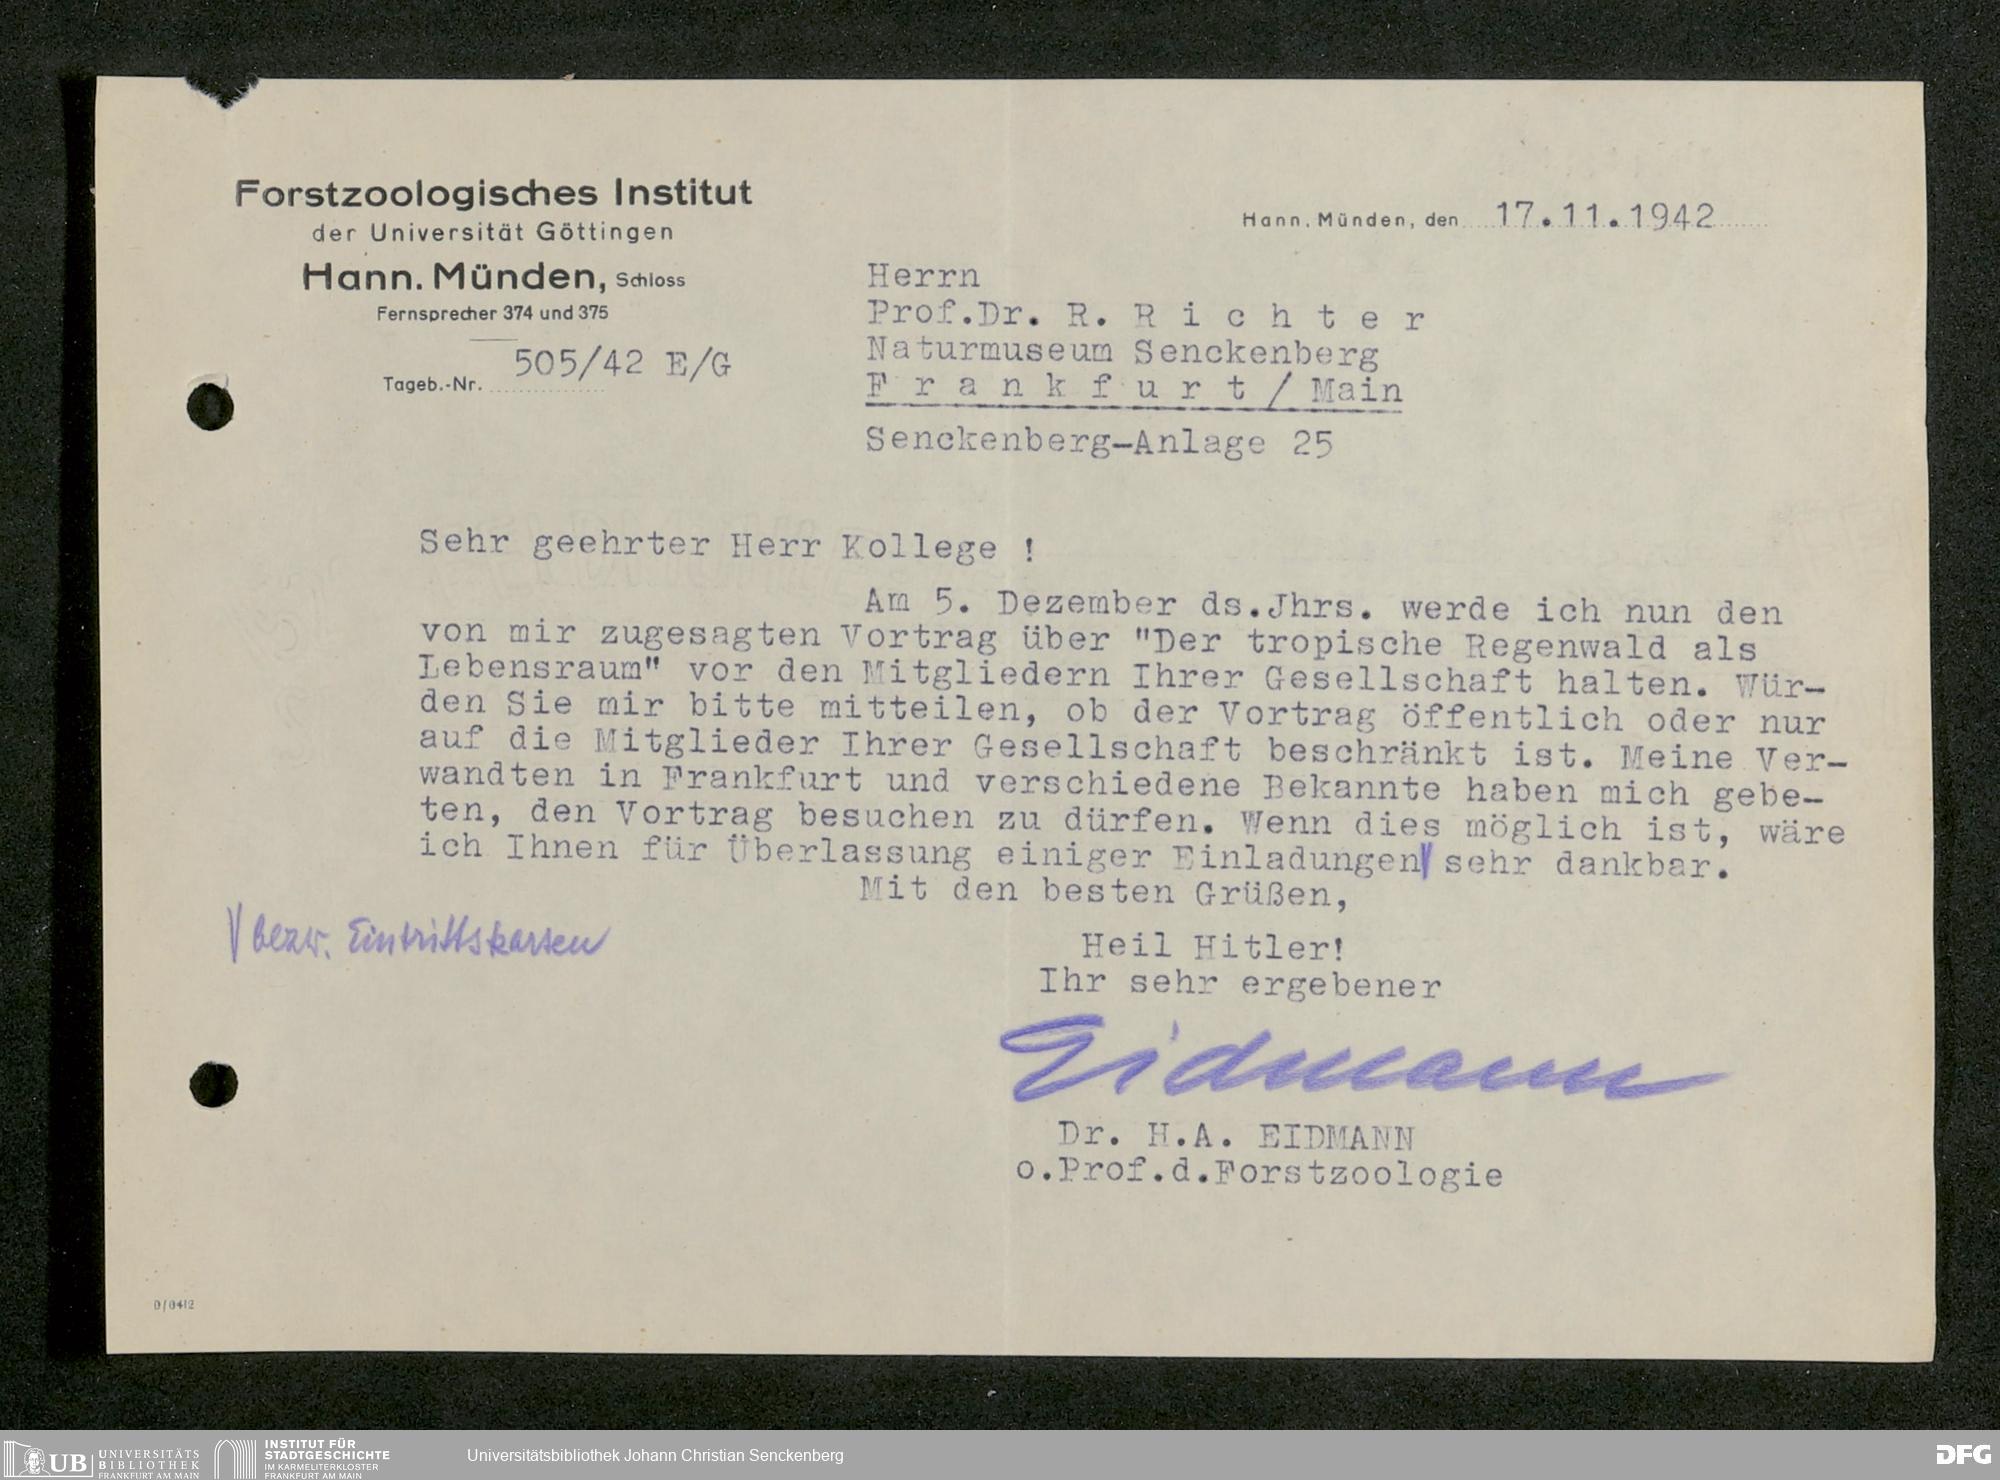 Forstzoologisches Institut
der Universität Göttingen
Hann. Münden, Schloss
Fernsprecher 374 und 375
Tageb.-Nr. 505/42 E/G
Hann. Münden, den 17.11.1942
Herrn
Prof.Dr. R. R i c h t e r
Naturmuseum Senckenberg
F r a n k f u r t / Main
Senckenberg-Anlage 25
Sehr geehrter Herr Kollege !
Am 5. Dezember ds.Jhrs. werde ich nun den
von mir zugesagten Vortrag über "Der tropische Regenwald als
Lebensraum" vor den Mitgliedern Ihrer Gesellschaft halten. Wür-
den Sie mir bitte mitteilen, ob der Vortrag öffentlich oder nur
auf die Mitglieder Ihrer Gesellschaft beschränkt ist. Meine Ver-
wandten in Frankfurt und verschiedene Bekannte haben mich gebe-
ten, den Vortrag besuchen zu dürfen. Wenn dies möglich ist, wäre
ich Ihnen für Überlassung einiger Einladungen sehr dankbar.
Mit den besten Grüßen,
bezw. Eintrittskarten
Heil Hitler!
Ihr sehr ergebener
Eidmann
Dr. H.A. EIDMANN
o.Prof.d.Forstzoologie
D/0412
UB UNIVERSITÄTS
BIBLIOTHEK
FRANKFURT AM MAIN
INSTITUT FÜR
STADTGESCHICHTE
IM KARMELITERKLOSTER
FRANKFURT AM MAIN
Universitätsbibliothek Johann Christian Senckenberg
DFG